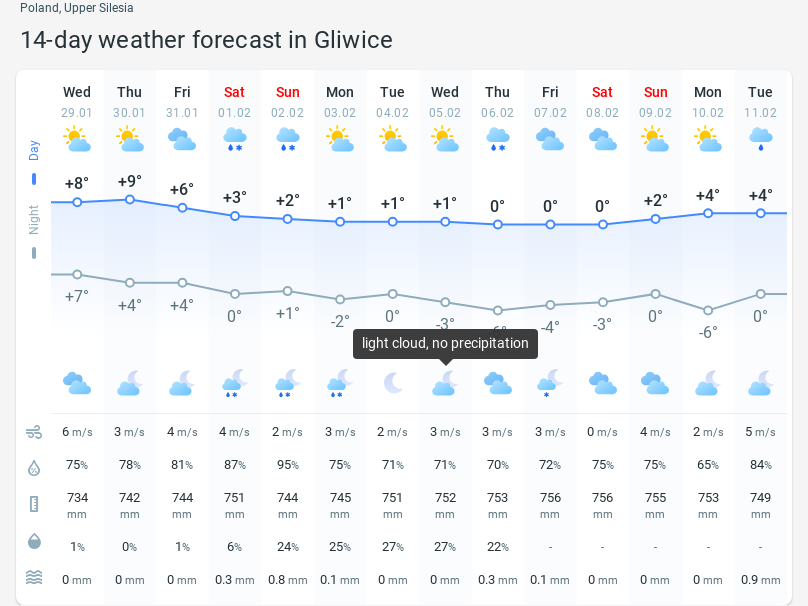 Poland, Upper Silesia
14-day weather forecast in Gliwice
Wed Thu Fri Sat Sun Mon Tue Wed Thu Fri Sat Sun Mon Tue
29.01 30.01 31.01 01.02 02.02 03.02 04.02 05.02 06.02 07.02 08.02 09.02 10.02 11.02
Day
+8° +9° +6° +3° +2° +1° +1° +1° 0° 0° 0° +2° +4° +4°
Night
+7° +4° +4° 0° +1° -2° 0° -3° -4° -3° 0° -6° 0°
light cloud, no precipitation
6 m/s 3 m/s 4 m/s 4 m/s 2 m/s 3 m/s 2 m/s 3 m/s 3 m/s 3 m/s 0 m/s 4 m/s 2 m/s 5 m/s
75% 78% 81% 87% 95% 75% 71% 71% 70% 72% 75% 75% 65% 84%
734 742 744 751 744 745 751 752 753 756 756 755 753 749
mm mm mm mm mm mm mm mm mm mm mm mm mm mm
1% 0% 1% 6% 24% 25% 27% 27% 22% - - - - -
0 mm 0 mm 0 mm 0.3 mm 0.8 mm 0.1 mm 0 mm 0 mm 0.3 mm 0.1 mm 0 mm 0 mm 0 mm 0.9 mm